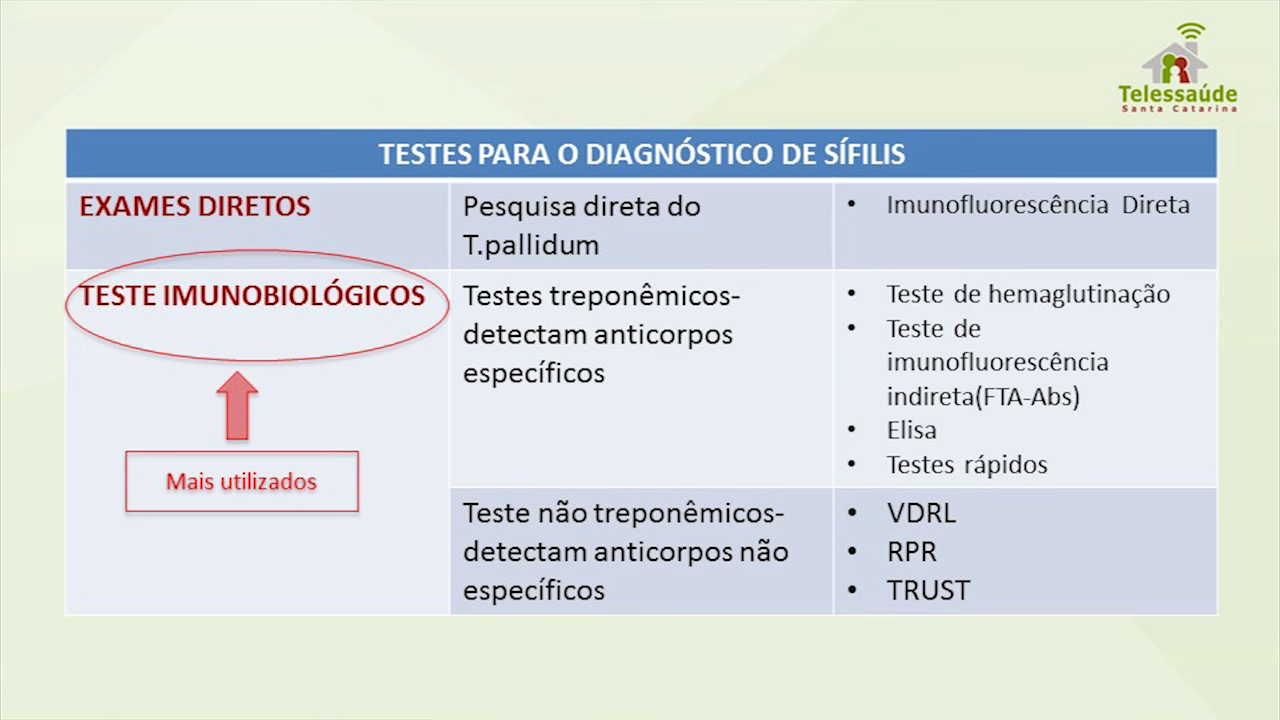 Telessaúde
Santa Catarina
TESTES PARA O DIAGNÓSTICO DE SÍFILIS
EXAMES DIRETOS
Pesquisa direta do
T.pallidum
• Imunofluorescência Direta
TESTE IMUNOBIOLÓGICOS
Mais utilizados
Testes treponêmicos-
detectam anticorpos
específicos
• Teste de hemaglutinação
• Teste de
imunofluorescência
indireta(FTA-Abs)
• Elisa
• Testes rápidos
Teste não treponêmicos-
detectam anticorpos não
específicos
• VDRL
• RPR
• TRUST